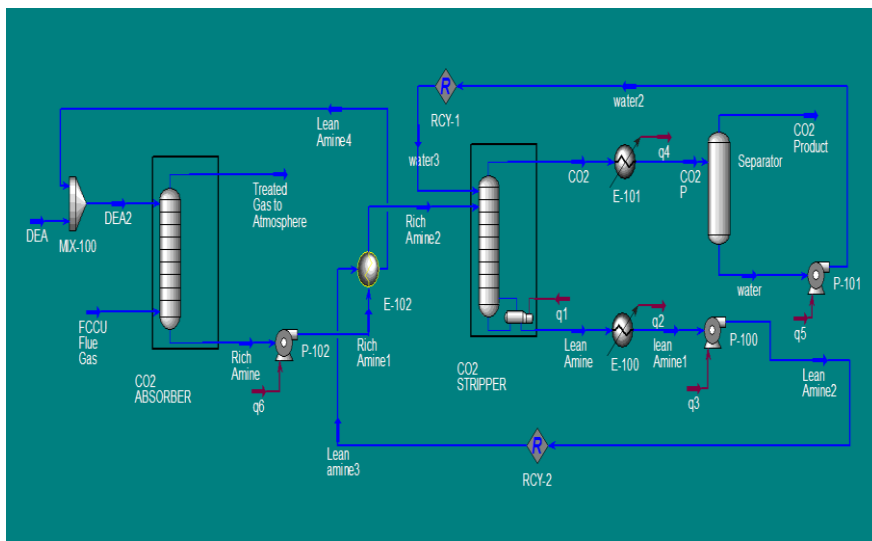 R
RCY-1
water2
CO2
Product
Lean
Amine4
water3
q4
CO2
CO2
P
Separator
E-101
Treated
Gas to
Atmosphere
DEA
DEA2
MIX-100
Rich
Amine2
E-102
P-101
water
q1
q2
q5
FCCU
Flue
Gas
P-102
Rich
Amine
Rich
Amine1
Lean
Amine
E-100
lean
Amine1
P-100
CO2
ABSORBER
q6
CO2
STRIPPER
q3
Lean
Amine2
R
Lean
amine3
RCY-2